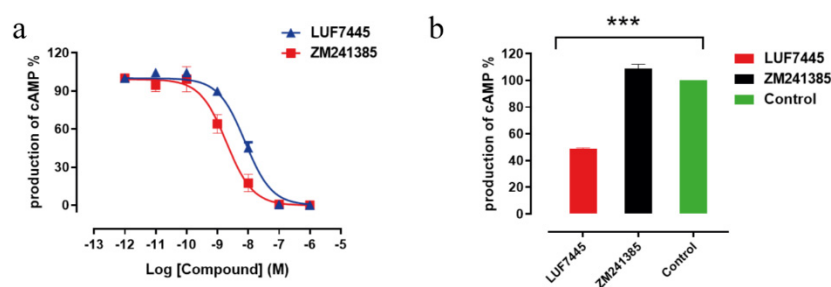 a
LUF7445
ZM241385
production of cAMP %
120
90
60
30
0
-13 -12 -11 -10 -9 -8 -7 -6 -5
Log [Compound] (M)
b
***
LUF7445
ZM241385
Control
production of cAMP %
120
100
80
60
40
20
0
LUF7445
ZM241385
Control